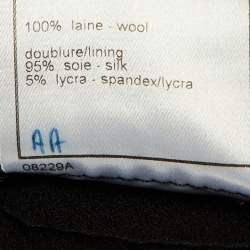 100% laine - wool
doublure/lining
95% soie - silk
5% lycra - spandex/lycra
AA
08229A